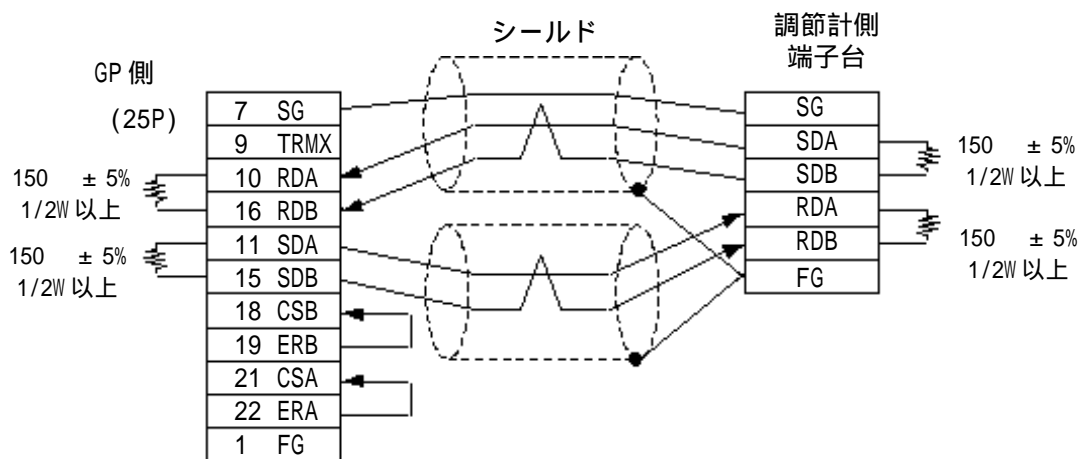 シールド
調節計側
端子台
GP 側
(25P)
7 SG
9 TRMX
10 RDA
16 RDB
11 SDA
15 SDB
18 CSB
19 ERB
21 CSA
22 ERA
1 FG
150 ± 5%
1/2W 以上
150 ± 5%
1/2W 以上
SG
SDA
SDB
RDA
RDB
FG
150 ± 5%
1/2W 以上
150 ± 5%
1/2W 以上